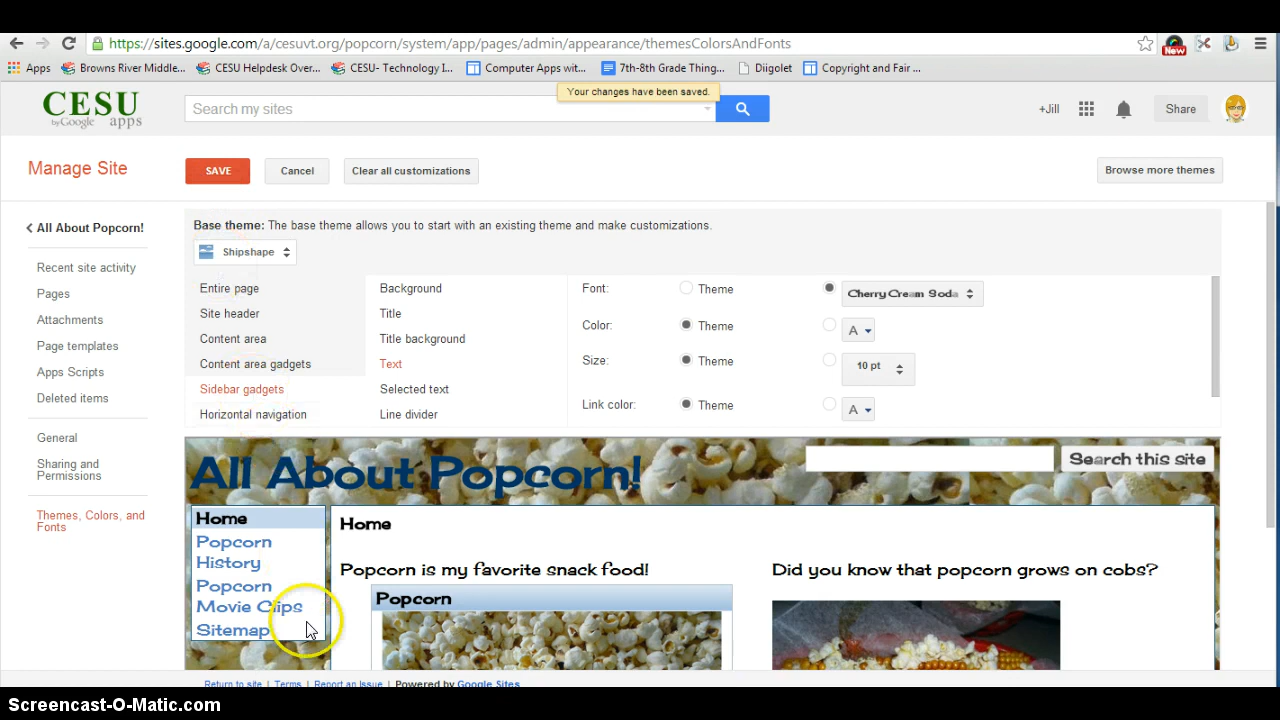 https://sites.google.com/a/cesuvt.org/popcorn/system/app/pages/admin/appearance/themesColorsAndFonts
New
Apps Browns River Middle... CESU Helpdesk Over... CESU- Technology I... Computer Apps wit... 7th-8th Grade Thing... Diigolet Copyright and Fair ...
Your changes have been saved.
CESU
by Google apps
Search my sites
+Jill
Share
Manage Site
SAVE Cancel Clear all customizations Browse more themes
All About Popcorn!
Recent site activity
Pages
Attachments
Page templates
Apps Scripts
Deleted items
General
Sharing and
Permissions
Themes, Colors, and
Fonts
Base theme: The base theme allows you to start with an existing theme and make customizations.
Shipshape
Entire page
Site header
Content area
Content area gadgets
Sidebar gadgets
Horizontal navigation
Background
Title
Title background
Text
Selected text
Line divider
Font: Theme Cherry Cream Soda
Color: Theme A
Size: Theme 10 pt
Link color: Theme A
All About Popcorn!
Search this site
Home
Popcorn
History
Popcorn
Movie Clips
Sitemap
Home
Popcorn is my favorite snack food!
Popcorn
Did you know that popcorn grows on cobs?
Return to site | Terms | Report an Issue | Powered by Google Sites
Screencast-O-Matic.com